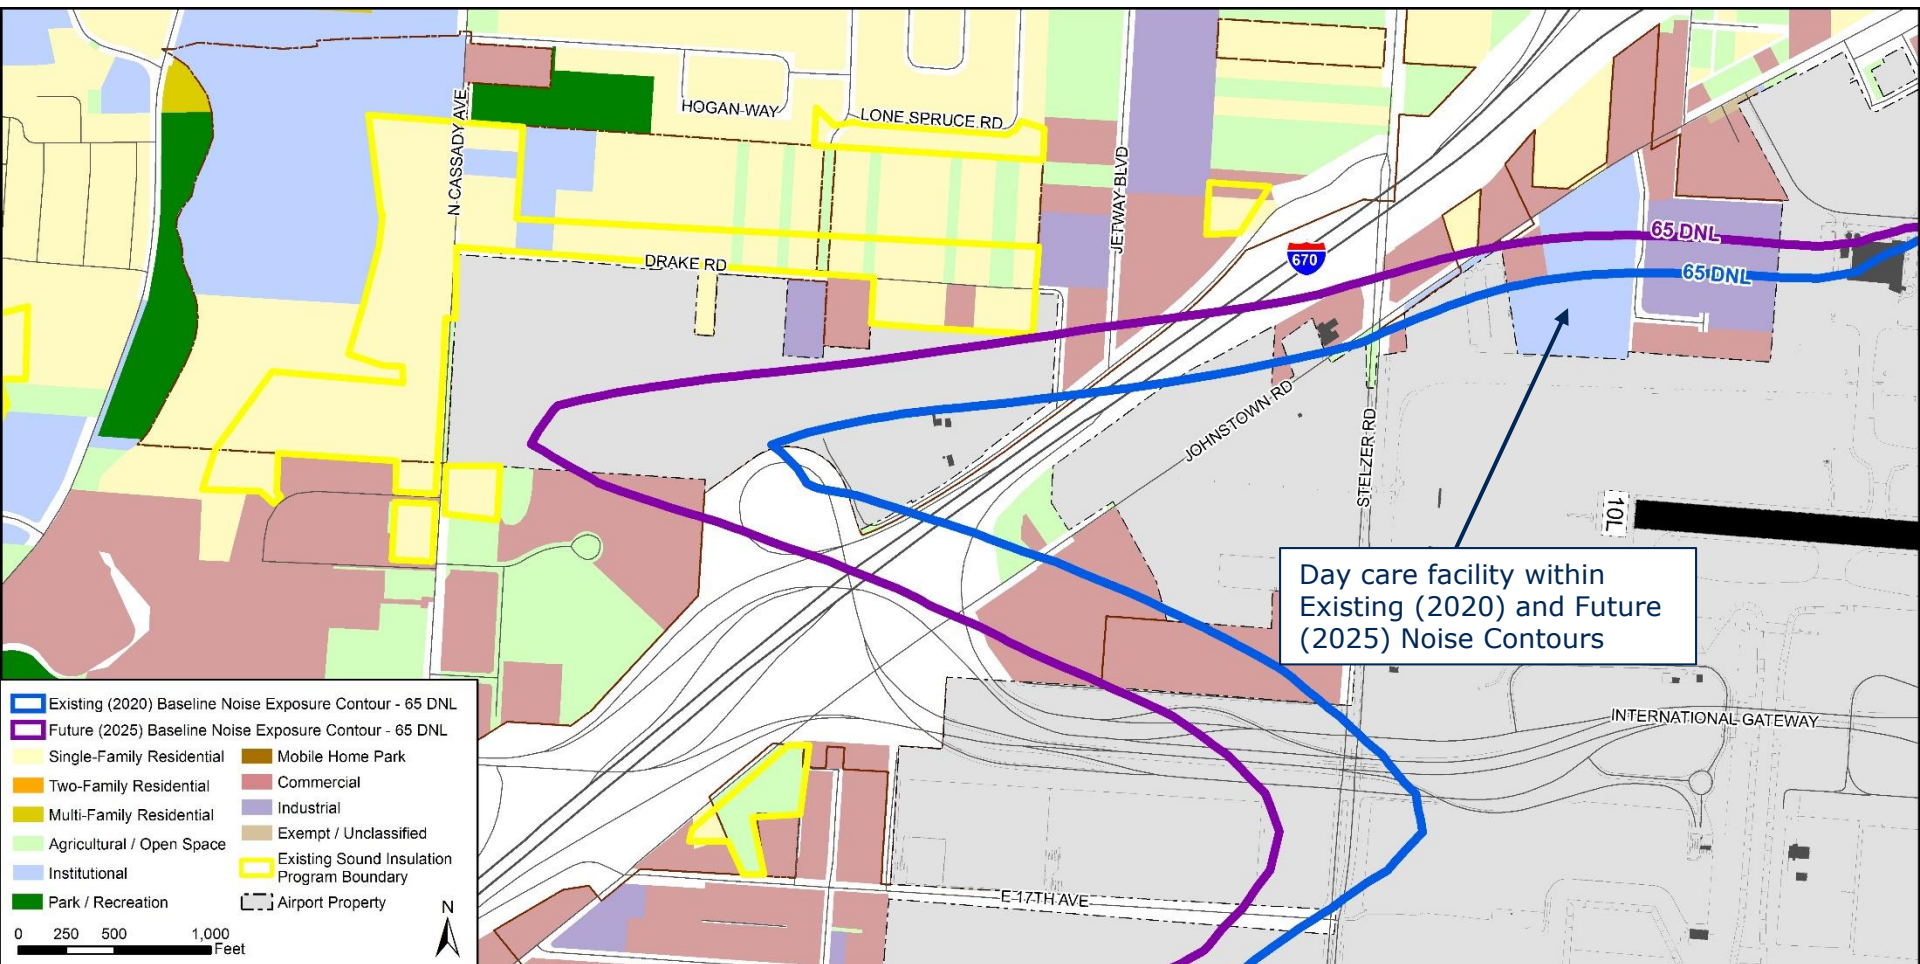 HOGAN WAY
LONE SPRUCE RD
N CASSADY AVE
JETWAY BLVD
DRAKE RD
670
65 DNL
65 DNL
JOHNSTOWN RD
STELZER RD
10L
Day care facility within
Existing (2020) and Future
(2025) Noise Contours
INTERNATIONAL GATEWAY
E 17TH AVE
Existing (2020) Baseline Noise Exposure Contour - 65 DNL
Future (2025) Baseline Noise Exposure Contour - 65 DNL
Single-Family Residential
Two-Family Residential
Multi-Family Residential
Agricultural / Open Space
Institutional
Park / Recreation
Mobile Home Park
Commercial
Industrial
Exempt / Unclassified
Existing Sound Insulation
Program Boundary
Airport Property
0 250 500 1,000
Feet
N